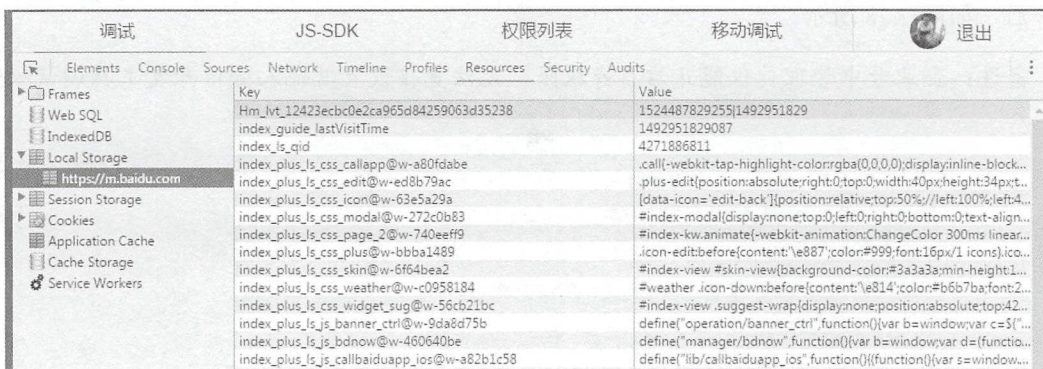 调试 JS-SDK 权限列表 移动调试 退出
Elements Console Sources Network Timeline Profiles Resources Security Audits
Frames
Web SQL
IndexedDB
Local Storage
https://m.baidu.com
Session Storage
Cookies
Application Cache
Cache Storage
Service Workers
Key Value
Hm_lvt_12423ecbc0e2ca965d84259063d35238 1524487829255|1492951829
index_guide_lastVisitTime 1492951829087
index_ls_qid 4271886811
index_plus_ls_css_callapp@w-a80fdabe .call{-webkit-tap-highlight-color:rgba(0,0,0,0);display:inline-block...
index_plus_ls_css_edit@w-ed8b79ac .plus-edit{position:absolute;right:0;top:0;width:40px;height:34px;t...
index_plus_ls_css_icon@w-63e5a29a [data-icon='edit-back']{position:relative;top:50%;//left:100%;left:4...
index_plus_ls_css_modal@w-272c0b83 #index-modal{display:none;top:0;left:0;right:0;bottom:0;text-align...
index_plus_ls_css_page_2@w-740eeff9 #index-kw.animate{-webkit-animation:ChangeColor 300ms linear...
index_plus_ls_css_plus@w-bbba1489 .icon-edit:before{content:'\e887';color:#999;font:16px/1 icons}.ico...
index_plus_ls_css_skin@w-6f64bea2 #index-view #skin-view{background-color:#3a3a3a;min-height:1...
index_plus_ls_css_weather@w-c0958184 #weather .icon-down:before{content:'\e814';color:#b6b7ba;font:2...
index_plus_ls_css_widget_sug@w-56cb21bc #index-view .suggest-wrap{display:none;position:absolute;top:42...
index_plus_ls_js_banner_ctrl@w-9da8d75b define("operation/banner_ctrl",function(){var b=window;var c=$("...
index_plus_ls_js_bdnow@w-460640be define("manager/bdnow",function(){var b=window;var d=(functio...
index_plus_ls_js_callbaiduapp_ios@w-a82b1c58 define("lib/callbaiduapp_ios",function(){(function(){var s=window...